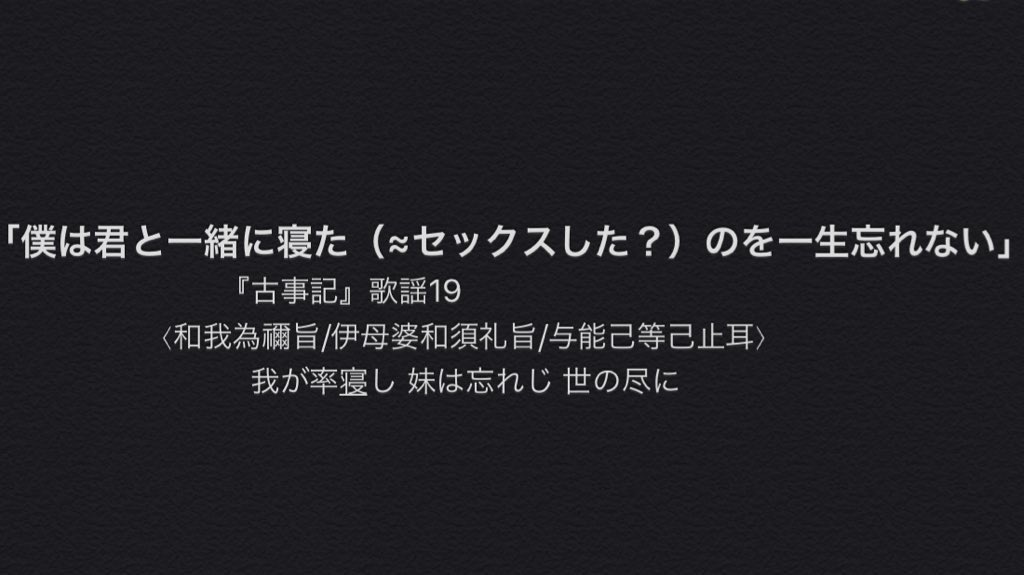 「僕は君と一緒に寝た（≈セックスした？）のを一生忘れない」
『古事記』歌謡19
〈和我為禰旨/伊母婆和須礼旨/与能己等己止耳〉
我が率寝し 妹は忘れじ 世の尽に